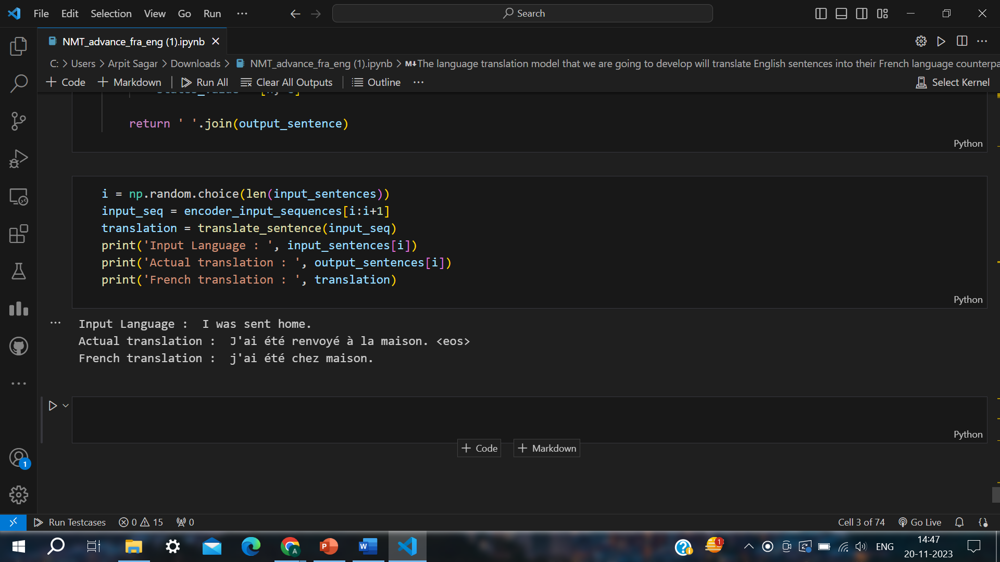 File Edit Selection View Go Run ···
Search
NMT_advance_fra_eng (1).ipynb
C: > Users > Arpit Sagar > Downloads > NMT_advance_fra_eng (1).ipynb > M↓The language translation model that we are going to develop will translate English sentences into their French language counterpa
+ Code + Markdown | Run All Clear All Outputs | Outline ···
Select Kernel
return ' '.join(output_sentence)
Python
i = np.random.choice(len(input_sentences))
input_seq = encoder_input_sequences[i:i+1]
translation = translate_sentence(input_seq)
print('Input Language : ', input_sentences[i])
print('Actual translation : ', output_sentences[i])
print('French translation : ', translation)
Python
Input Language :  I was sent home.
Actual translation :  J'ai été renvoyé à la maison. <eos>
French translation :  j'ai été chez maison.
Python
+ Code + Markdown
1
Run Testcases 0 15 0
Cell 3 of 74 Go Live
A P W 1 ENG
14:47
20-11-2023